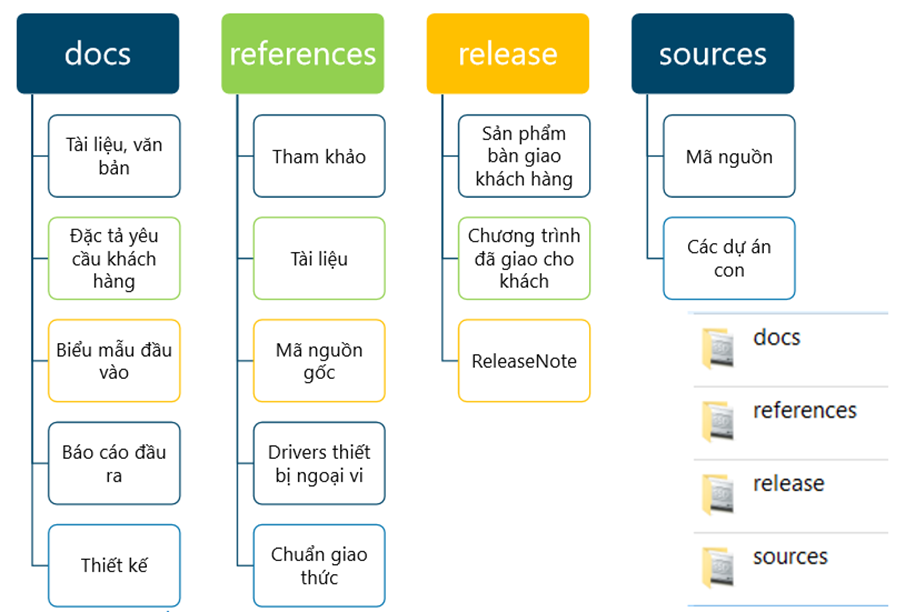 docs
Tài liệu, văn
bản
Đặc tả yêu
cầu khách
hàng
Biểu mẫu đầu
vào
Báo cáo đầu
ra
Thiết kế
references
Tham khảo
Tài liệu
Mã nguồn
gốc
Drivers thiết
bị ngoại vi
Chuẩn giao
thức
release
Sản phẩm
bàn giao
khách hàng
Chương trình
đã giao cho
khách
ReleaseNote
sources
Mã nguồn
Các dự án
con
docs
references
release
sources